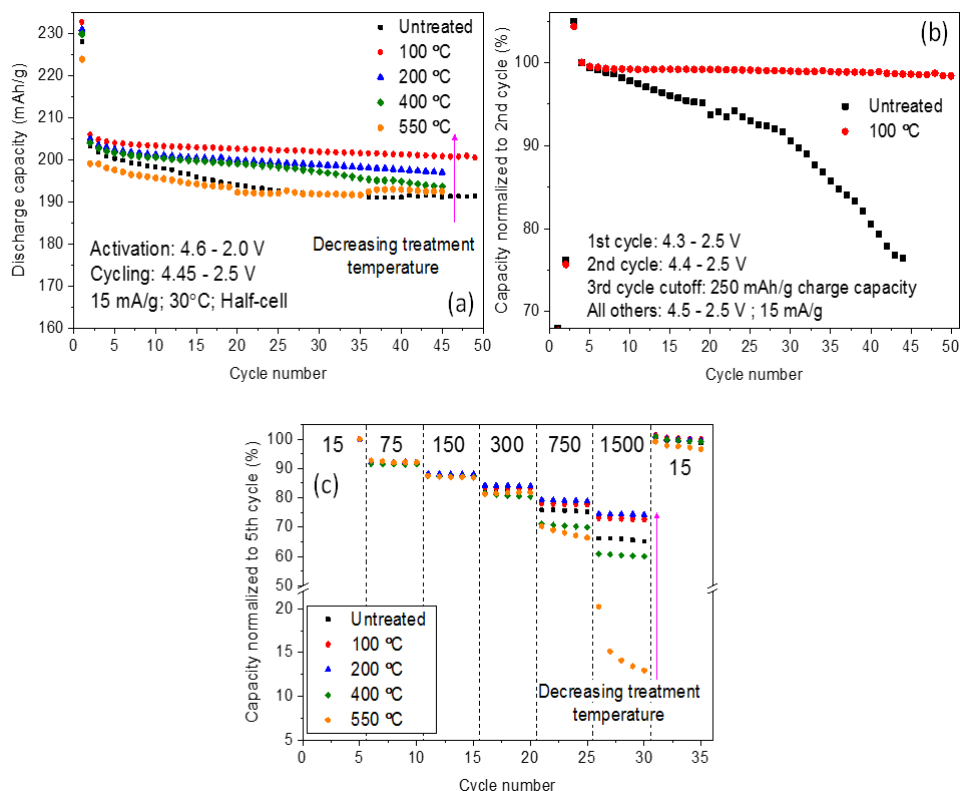 Discharge capacity (mAh/g)
230
220
210
200
190
180
170
160
0 5 10 15 20 25 30 35 40 45 50
Cycle number
Untreated
100 ºC
200 ºC
400 ºC
550 ºC
Activation: 4.6 - 2.0 V
Cycling: 4.45 - 2.5 V
15 mA/g; 30°C; Half-cell
Decreasing treatment
temperature
(a)
Capacity normalized to 2nd cycle (%)
100
90
80
70
0 5 10 15 20 25 30 35 40 45 50
Cycle number
(b)
Untreated
100 ºC
1st cycle: 4.3 - 2.5 V
2nd cycle: 4.4 - 2.5 V
3rd cycle cutoff: 250 mAh/g charge capacity
All others: 4.5 - 2.5 V ; 15 mA/g
Capacity normalized to 5th cycle (%)
100
90
80
70
60
50
20
15
10
5
0 5 10 15 20 25 30 35
Cycle number
15 75 150 300 750 1500
15
(c)
Untreated
100 ºC
200 ºC
400 ºC
550 ºC
Decreasing treatment
temperature